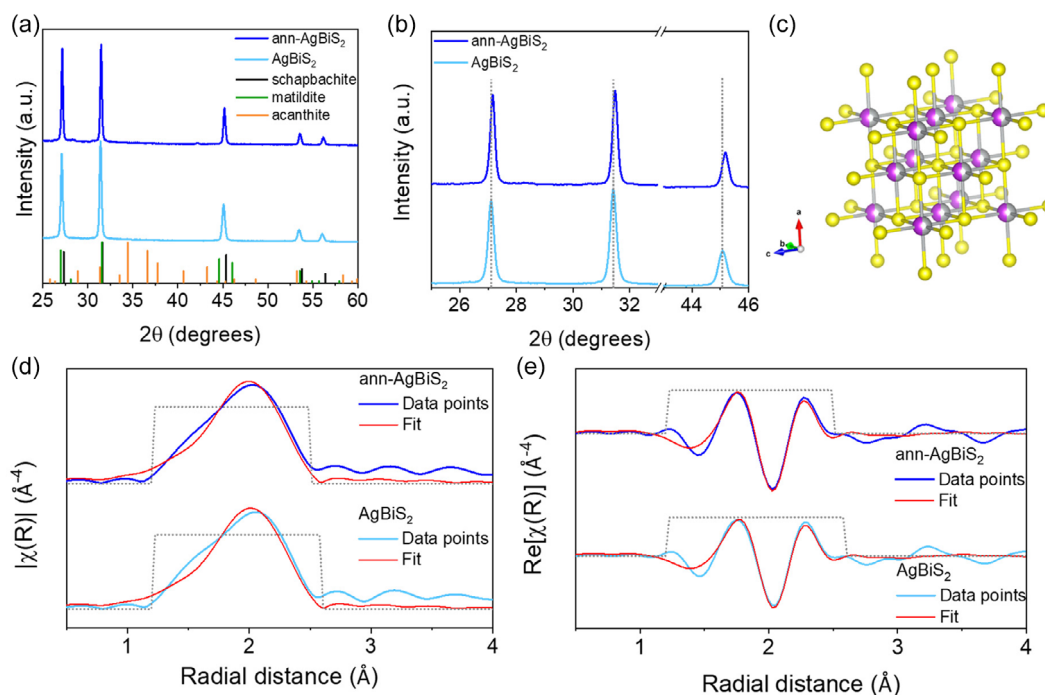 (a)
ann-AgBiS₂
AgBiS₂
schapbachite
matildite
acanthite
Intensity (a.u.)
25 30 35 40 45 50 55 60
2θ (degrees)
(b)
ann-AgBiS₂
AgBiS₂
Intensity (a.u.)
26 28 30 32 44 46
2θ (degrees)
(c)
a
b
c
(d)
ann-AgBiS₂
Data points
Fit
AgBiS₂
Data points
Fit
|χ(R)| (Å⁻⁴)
1 2 3 4
Radial distance (Å)
(e)
ann-AgBiS₂
Data points
Fit
AgBiS₂
Data points
Fit
Re[χ(R)] (Å⁻⁴)
1 2 3 4
Radial distance (Å)